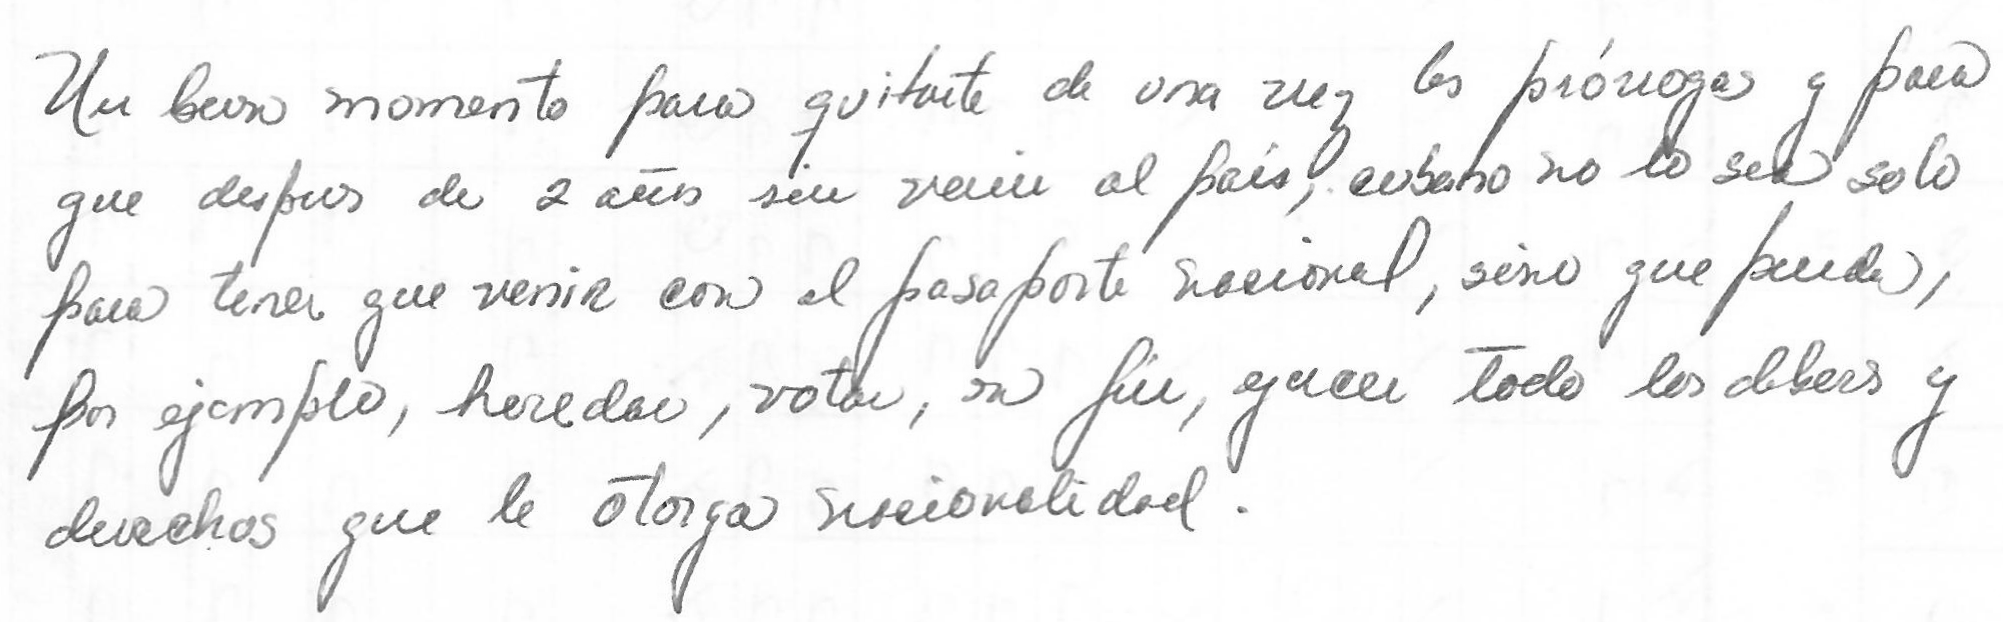 Un buen momento para quitarte de una vez las prórrogas y para
que despues de 2 años sin venir al país, cubano no lo sea solo
para tener que venir con el pasaporte nacional, sino que pueda,
por ejemplo, heredar, votar, en fin, ejercer todo los deberes y
derechos que le otorga nacionalidad.